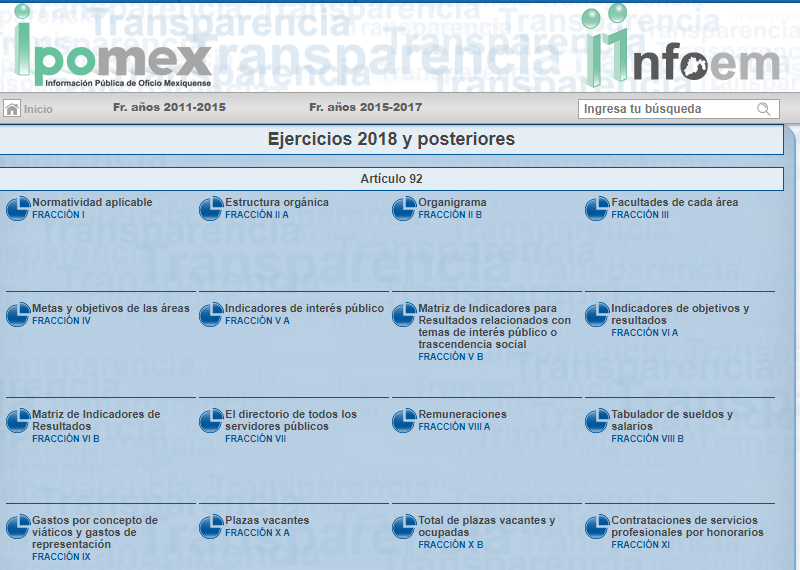 ipomex
Información Pública de Oficio Mexiquense
infoem
Transparencia
Inicio
Fr. años 2011-2015
Fr. años 2015-2017
Ingresa tu búsqueda
Ejercicios 2018 y posteriores
Artículo 92
Normatividad aplicable
FRACCIÓN I
Estructura orgánica
FRACCIÓN II A
Organigrama
FRACCIÓN II B
Facultades de cada área
FRACCIÓN III
Metas y objetivos de las áreas
FRACCIÓN IV
Indicadores de interés público
FRACCIÓN V A
Matriz de Indicadores para
Resultados relacionados con
temas de interés público o
trascendencia social
FRACCIÓN V B
Indicadores de objetivos y
resultados
FRACCIÓN VI A
Matriz de Indicadores de
Resultados
FRACCIÓN VI B
El directorio de todos los
servidores públicos
FRACCIÓN VII
Remuneraciones
FRACCIÓN VIII A
Tabulador de sueldos y
salarios
FRACCIÓN VIII B
Gastos por concepto de
viáticos y gastos de
representación
FRACCIÓN IX
Plazas vacantes
FRACCIÓN X A
Total de plazas vacantes y
ocupadas
FRACCIÓN X B
Contrataciones de servicios
profesionales por honorarios
FRACCIÓN XI